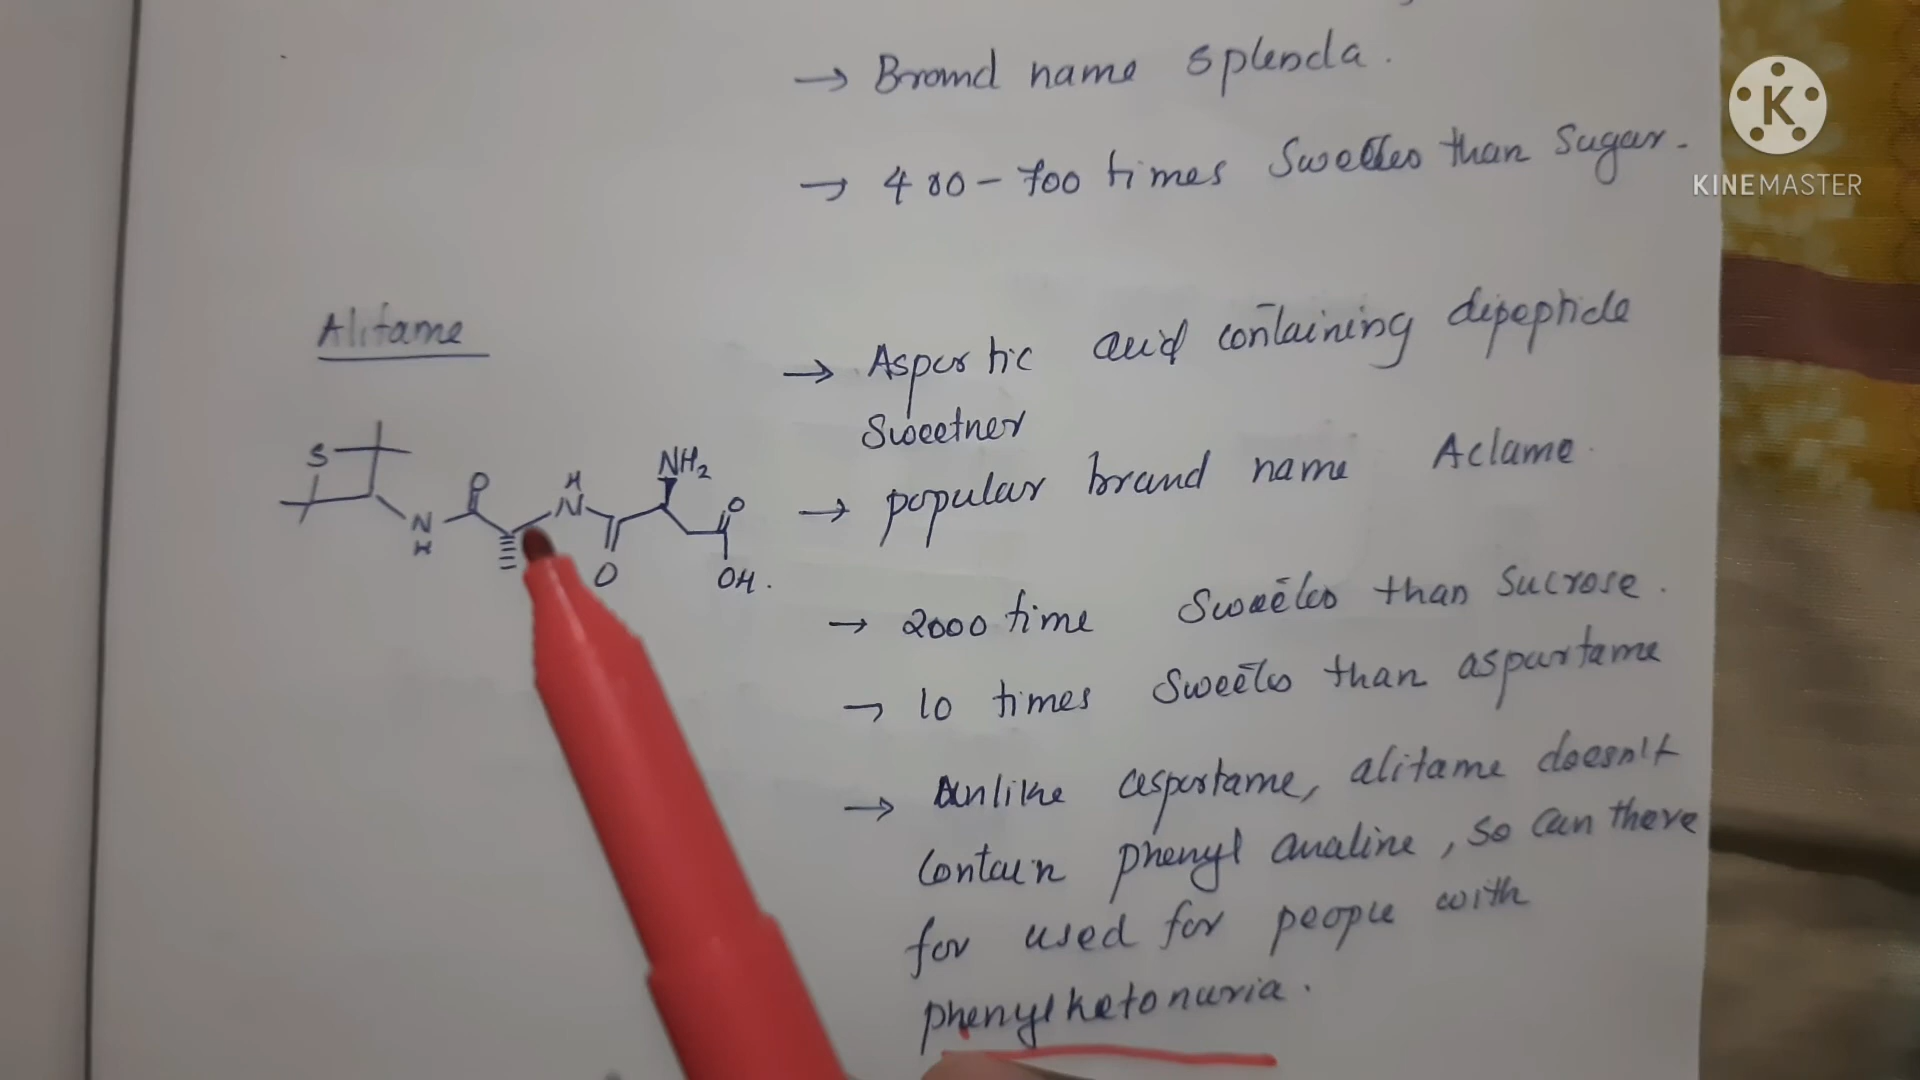 → Brand name Splenda.
→ 400 - 700 times Sweeter than Sugar.
KINEMASTER
Alitame
→ Aspartic acid containing dipeptide
Sweetner
→ popular brand name Aclame.
→ 2000 time Sweeter than Sucrose.
→ 10 times Sweeter than aspartame
→ unlike aspartame, alitame doesn't
contain phenyl analine, so can there
for used for people with
phenylketonuria.
S
O
N
H
H
N
O
NH₂
O
OH.